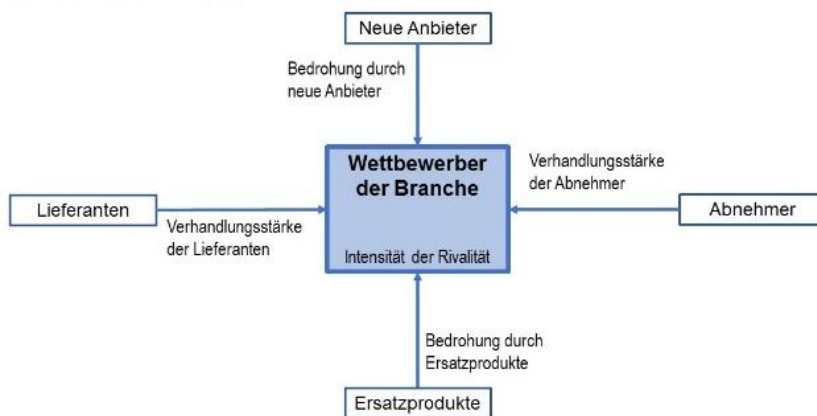 Neue Anbieter
Bedrohung durch
neue Anbieter
Wettbewerber
der Branche
Intensität der Rivalität
Lieferanten
Verhandlungsstärke
der Lieferanten
Verhandlungsstärke
der Abnehmer
Abnehmer
Bedrohung durch
Ersatzprodukte
Ersatzprodukte